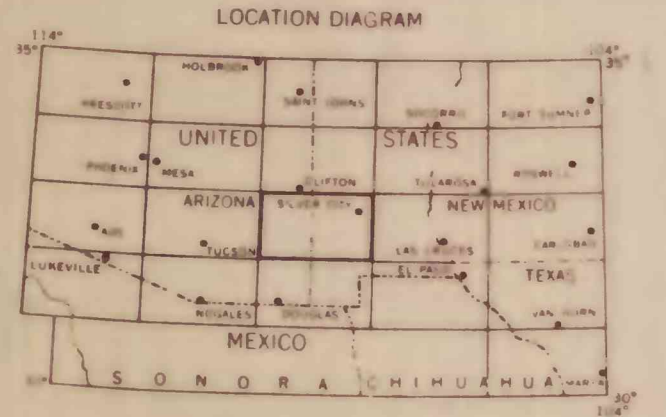 LOCATION DIAGRAM
114° 104°
35° 35°
HOLBROOK
PRESCOTT SAINT JOHNS SOCORRO FORT SUMNER
UNITED STATES
PHOENIX MESA CLIFTON TULAROSA ROSWELL
ARIZONA SILVER CITY NEW MEXICO
AJO TUCSON LAS CRUCES CARLSBAD
LUKEVILLE EL PASO TEXAS
NOGALES DOUGLAS VAN HORN
MEXICO
SONORA CHIHUAHUA MARFA
30°
104°